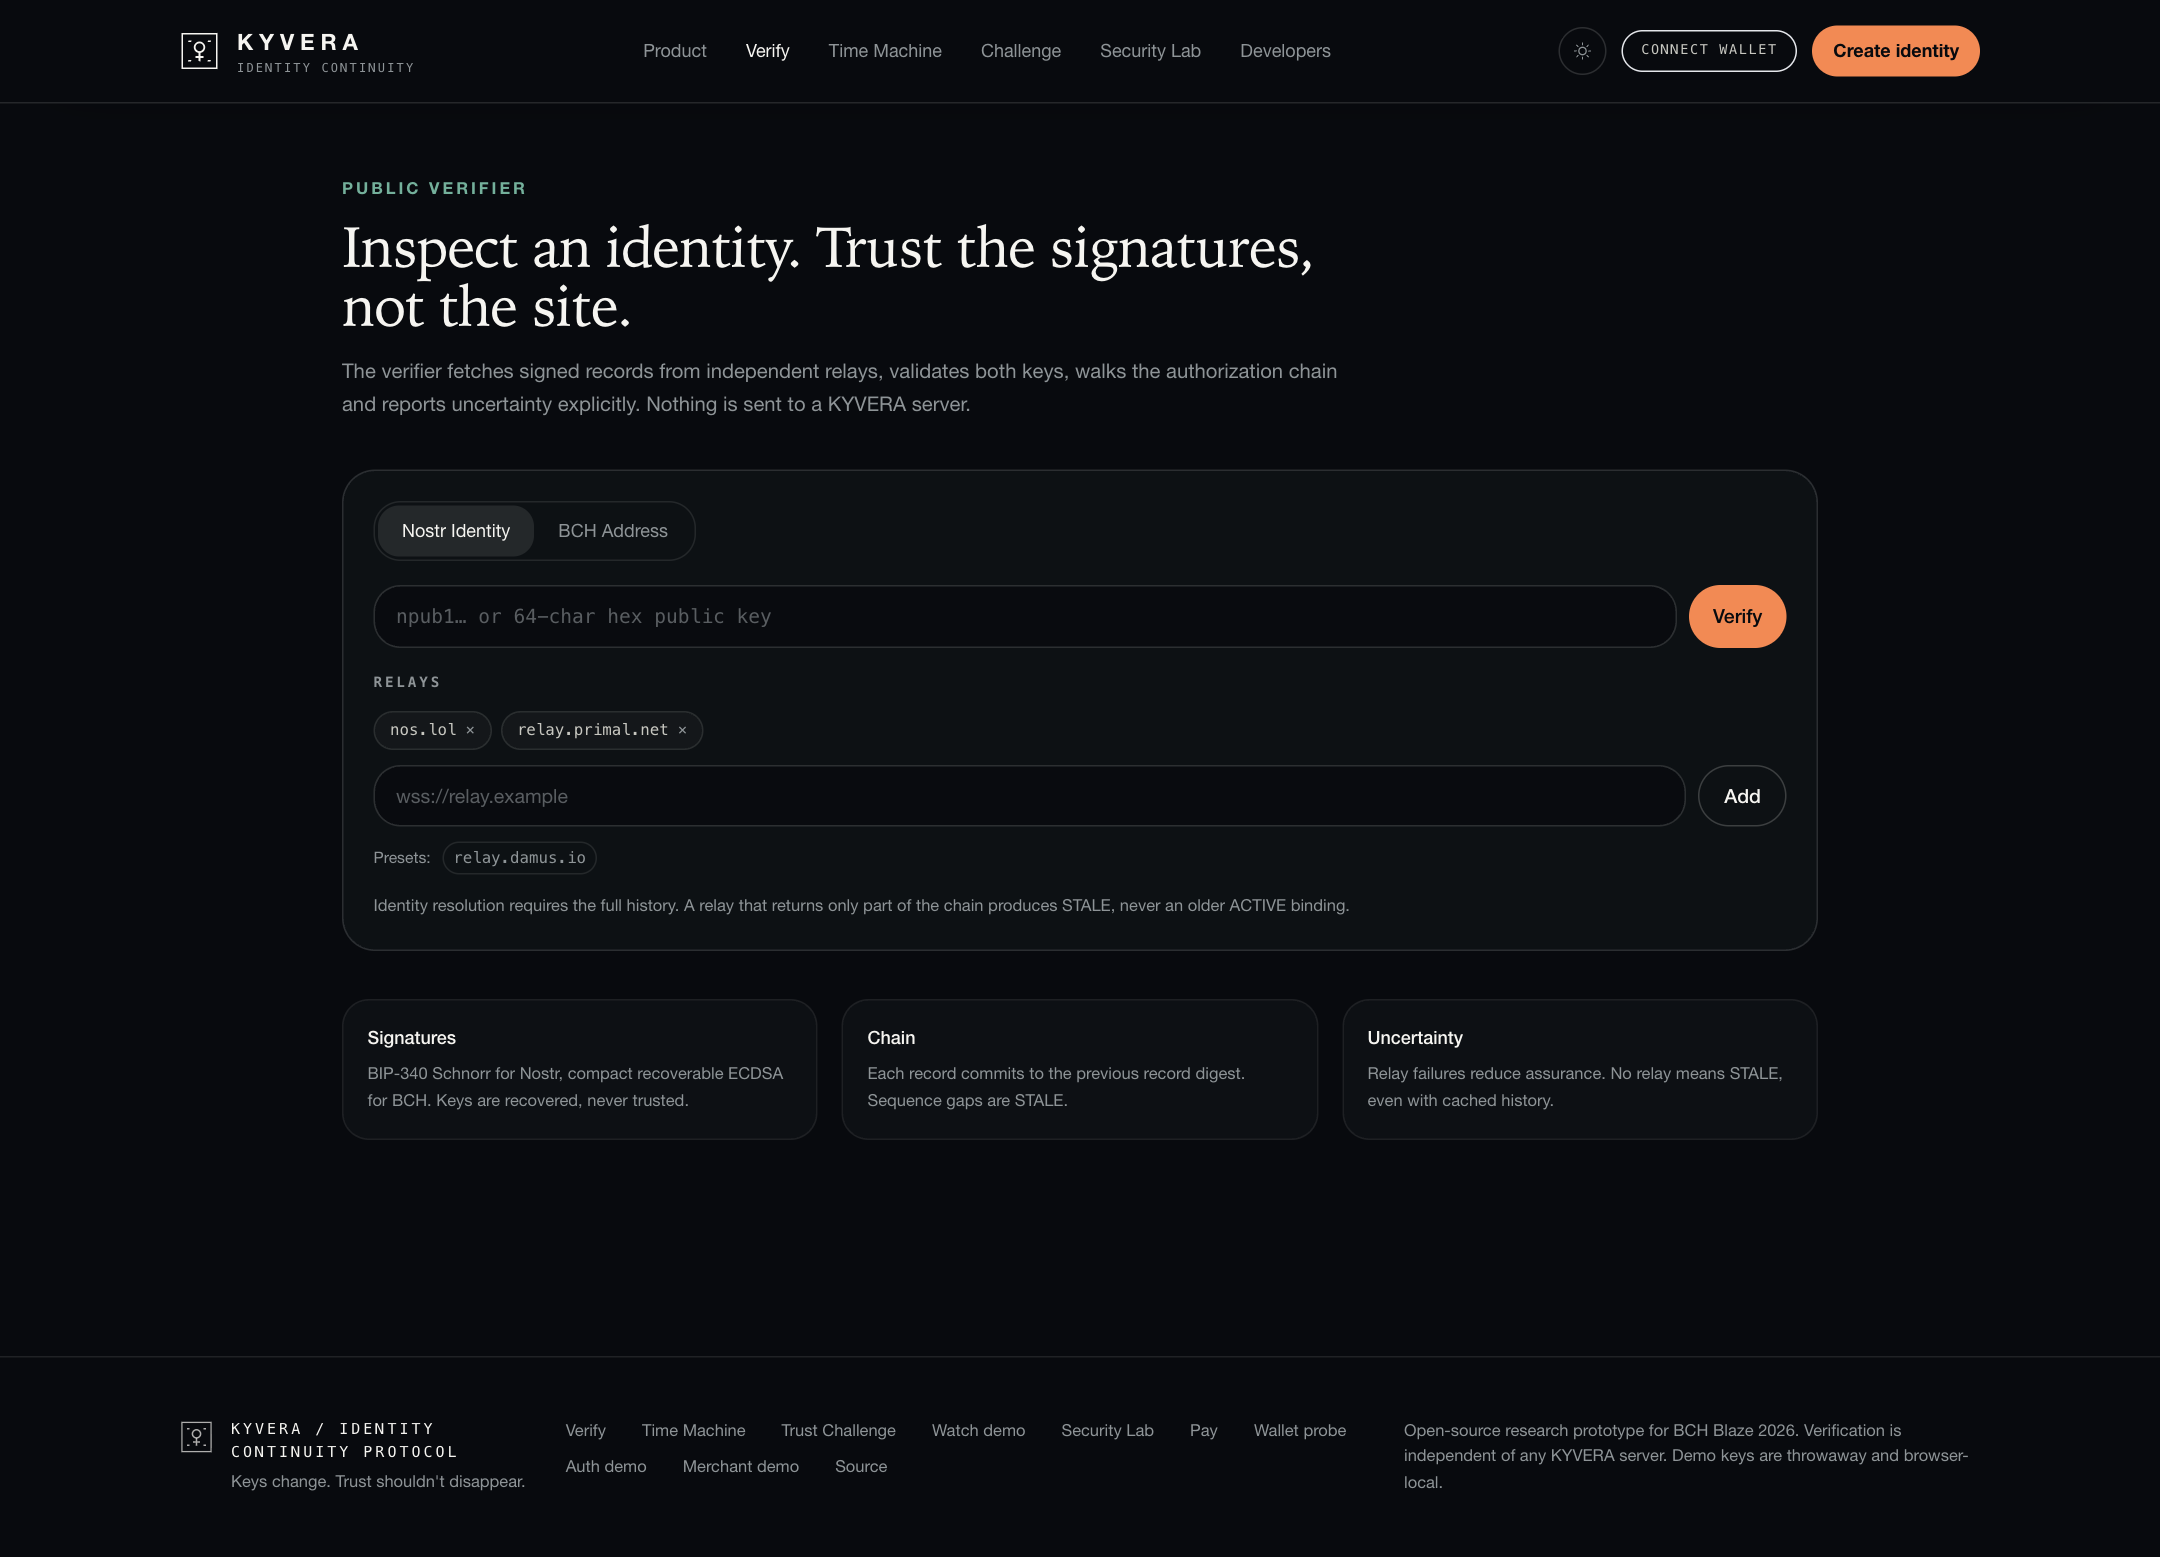 KYVERA
IDENTITY CONTINUITY
Product
Verify
Time Machine
Challenge
Security Lab
Developers
CONNECT WALLET
Create identity
PUBLIC VERIFIER
Inspect an identity. Trust the signatures,
not the site.
The verifier fetches signed records from independent relays, validates both keys, walks the authorization chain
and reports uncertainty explicitly. Nothing is sent to a KYVERA server.
Nostr Identity
BCH Address
npub1… or 64-char hex public key
Verify
RELAYS
nos.lol ×
relay.primal.net ×
wss://relay.example
Add
Presets:
relay.damus.io
Identity resolution requires the full history. A relay that returns only part of the chain produces STALE, never an older ACTIVE binding.
Signatures
BIP-340 Schnorr for Nostr, compact recoverable ECDSA
for BCH. Keys are recovered, never trusted.
Chain
Each record commits to the previous record digest.
Sequence gaps are STALE.
Uncertainty
Relay failures reduce assurance. No relay means STALE,
even with cached history.
KYVERA / IDENTITY
CONTINUITY PROTOCOL
Keys change. Trust shouldn't disappear.
Verify
Time Machine
Trust Challenge
Watch demo
Security Lab
Pay
Wallet probe
Auth demo
Merchant demo
Source
Open-source research prototype for BCH Blaze 2026. Verification is
independent of any KYVERA server. Demo keys are throwaway and browser-
local.